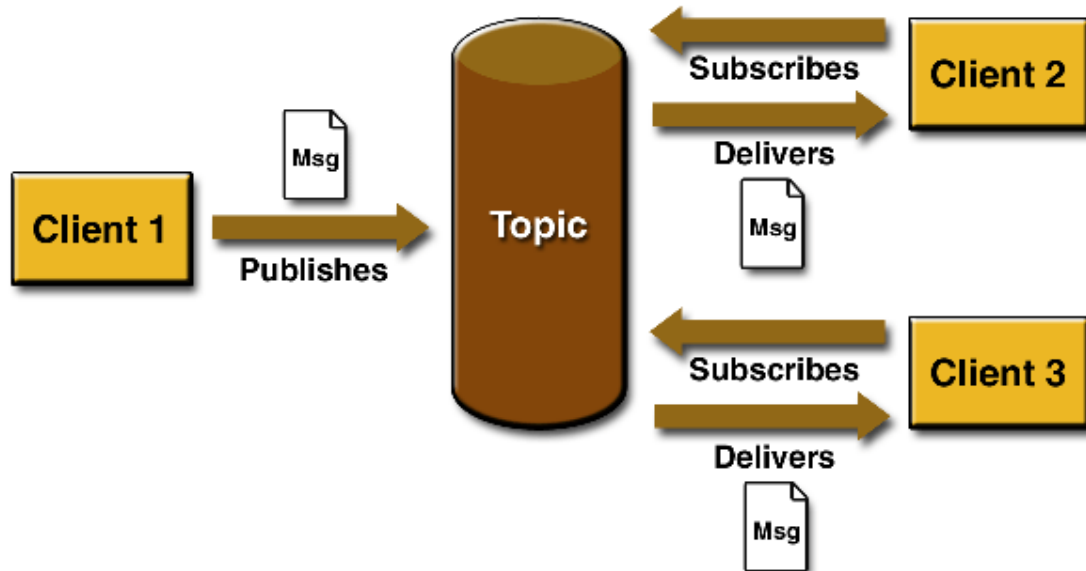 Msg
Client 1
Publishes
Topic
Subscribes
Client 2
Delivers
Msg
Subscribes
Client 3
Delivers
Msg